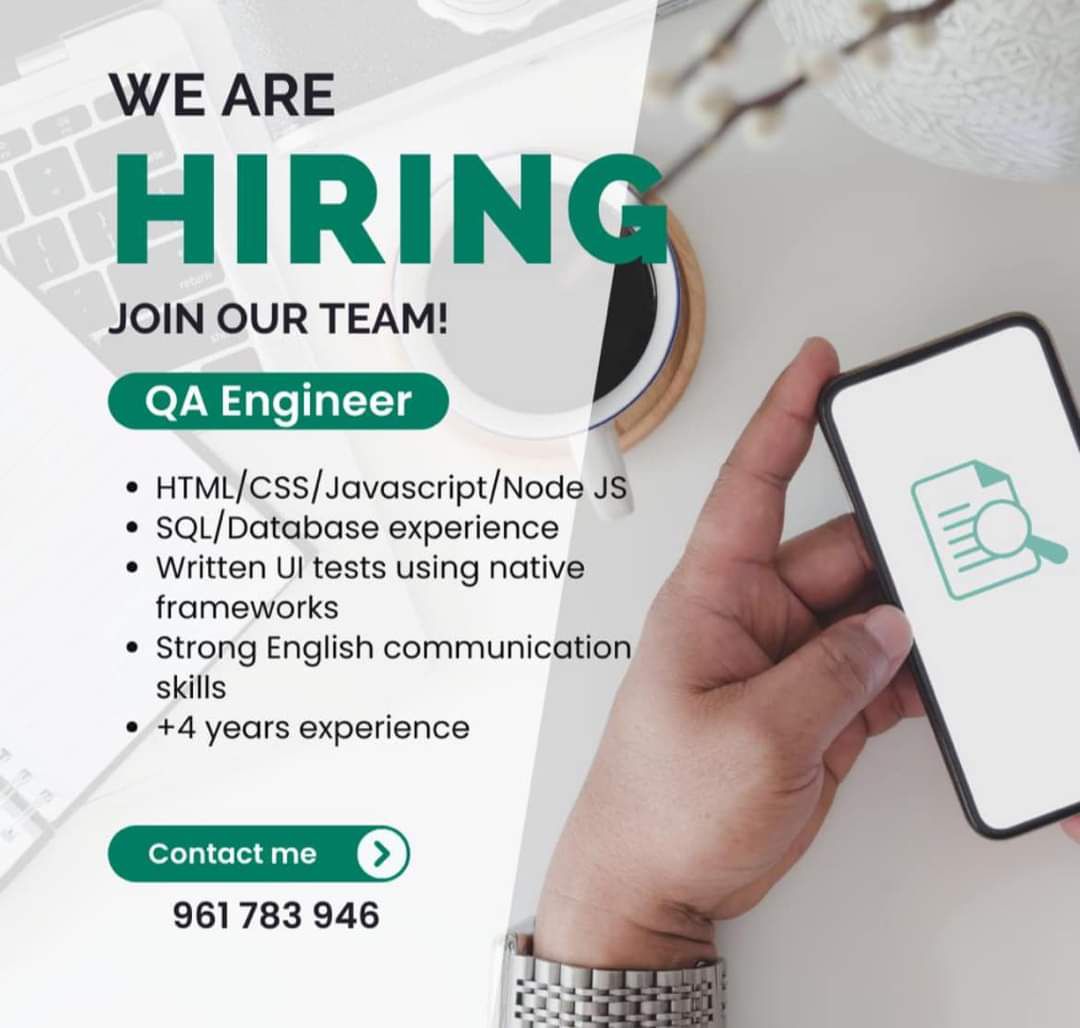 WE ARE
HIRING
JOIN OUR TEAM!
QA Engineer
• HTML/CSS/Javascript/Node JS
• SQL/Database experience
• Written UI tests using native
frameworks
• Strong English communication
skills
• +4 years experience
Contact me
961 783 946